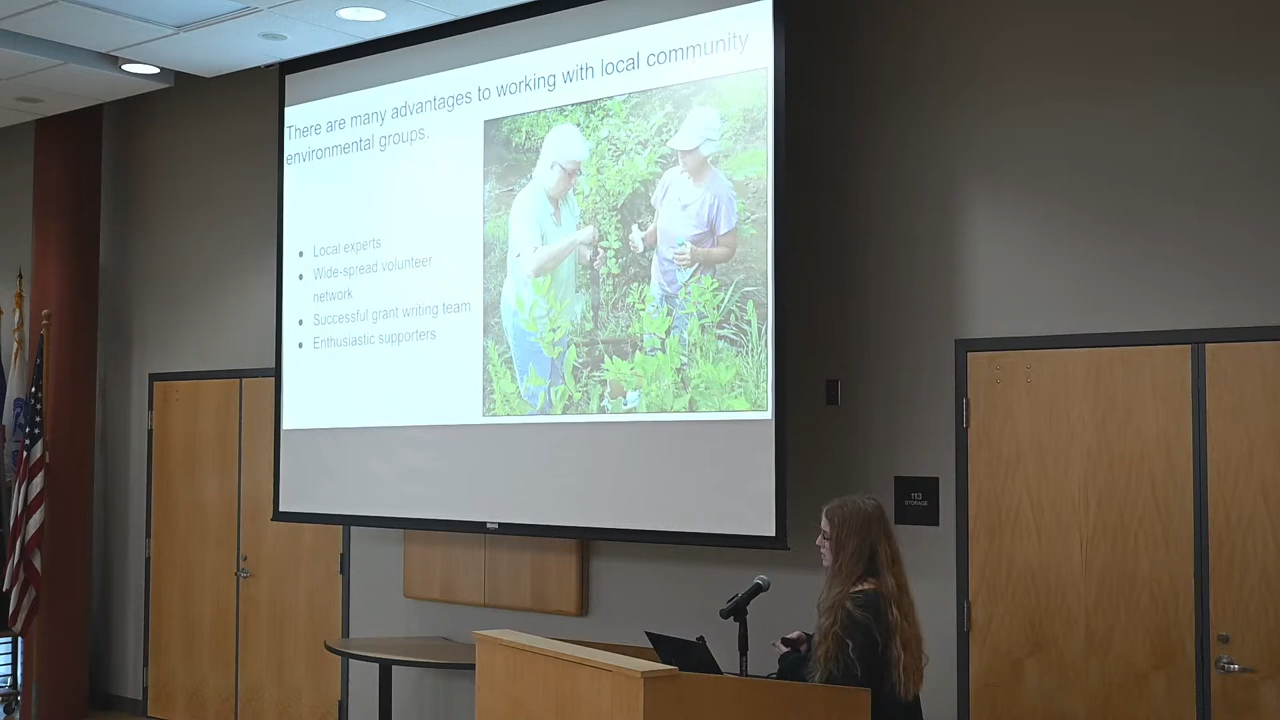 There are many advantages to working with local community
environmental groups.
● Local experts
● Wide-spread volunteer
network
● Successful grant writing team
● Enthusiastic supporters
113
STORAGE